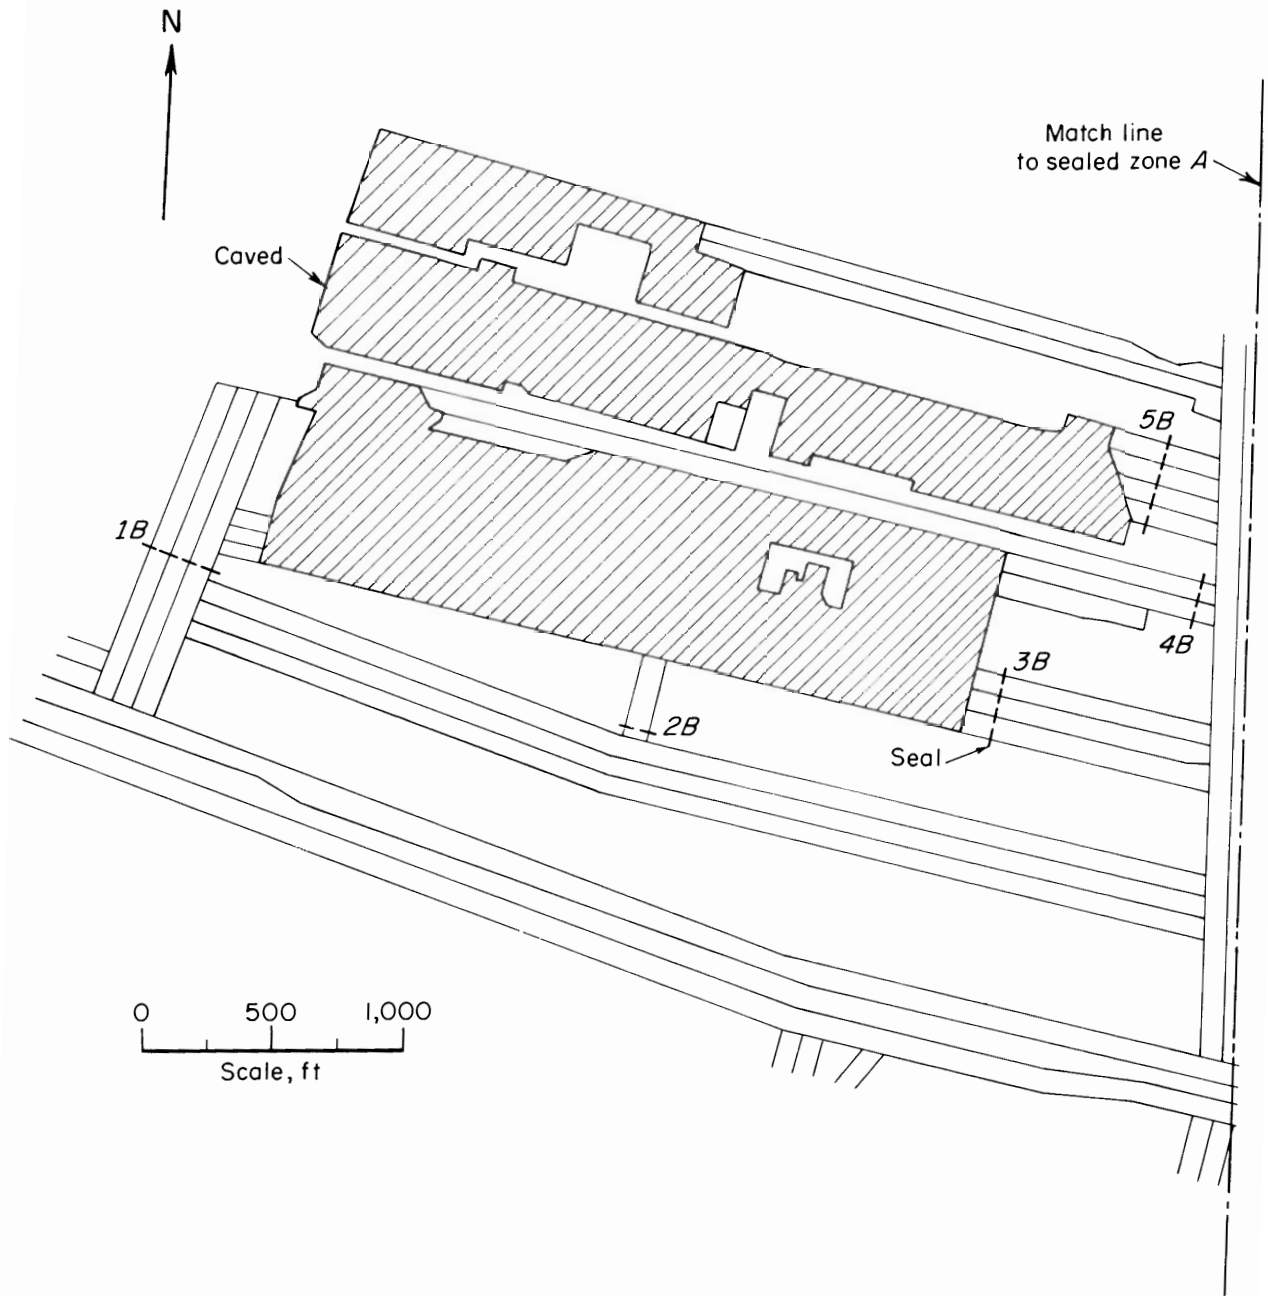 N
Match line
to sealed zone A
Caved
5B
1B
4B
3B
2B
Seal
0 500 1,000
Scale, ft